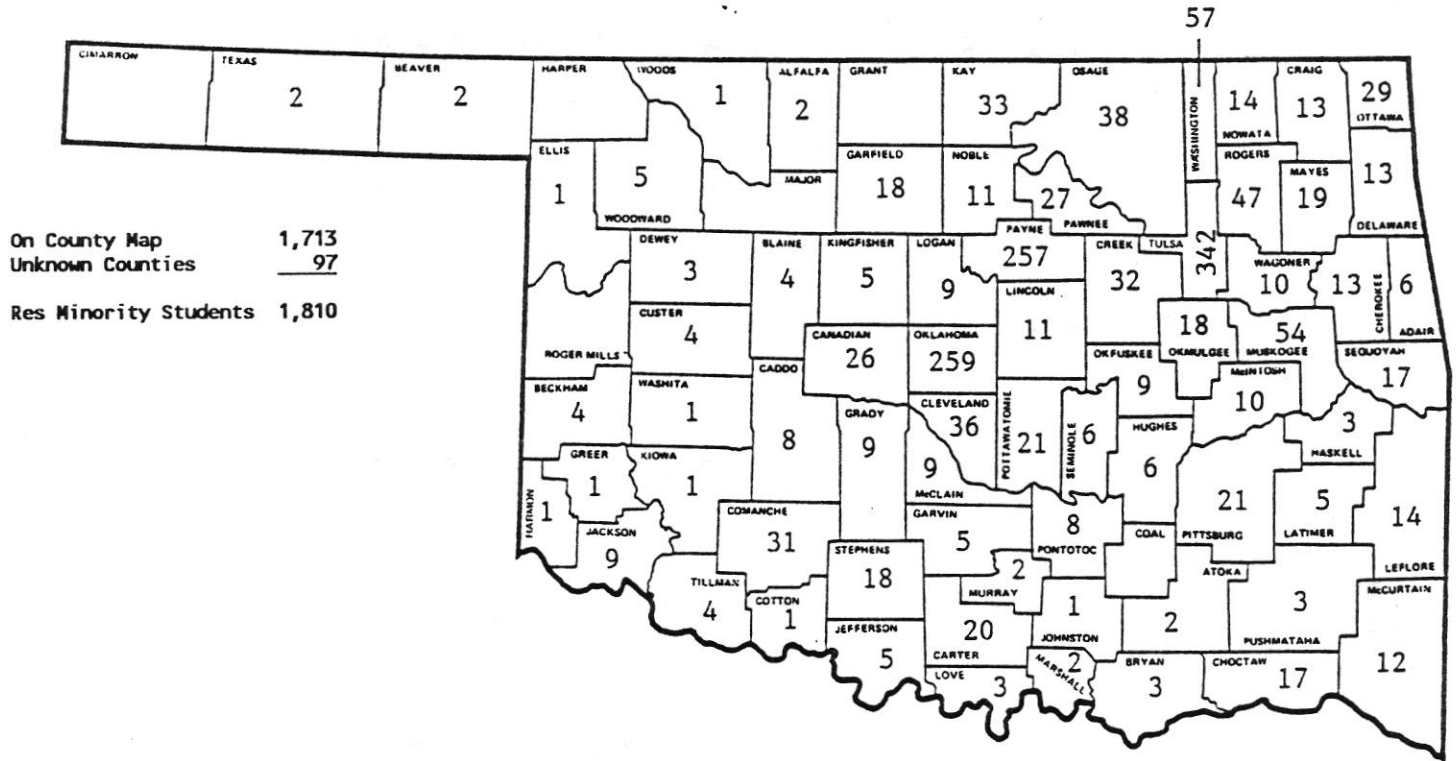 57
CIMARRON
TEXAS
2
BEAVER
2
HARPER
WOODS
1
ALFALFA
2
GRANT
KAY
33
OSAGE
38
WASHINGTON
14
NOWATA
CRAIG
13
29
OTTAWA
ELLIS
1
5
WOODWARD
MAJOR
GARFIELD
18
NOBLE
11
27
PAWNEE
ROGERS
47
MAYES
19
13
DELAWARE
On County Map 1,713
Unknown Counties 97
Res Minority Students 1,810
DEWEY
3
BLAINE
4
KINGFISHER
5
LOGAN
9
PAYNE
257
CREEK
32
TULSA
342
WAGONER
10
13
CHEROKEE
6
ADAIR
ROGER MILLS
CUSTER
4
CANADIAN
26
OKLAHOMA
259
LINCOLN
11
OKFUSKEE
9
18
OKMULGEE
54
MUSKOGEE
SEQUOYAH
17
BECKHAM
4
WASHITA
1
CADDO
8
GRADY
9
CLEVELAND
36
9
McCLAIN
POTTAWATOMIE
21
SEMINOLE
6
HUGHES
6
McINTOSH
10
3
HASKELL
HARMON
1
GREER
1
KIOWA
1
JACKSON
9
COMANCHE
31
STEPHENS
18
GARVIN
5
8
PONTOTOC
COAL
21
PITTSBURG
5
LATIMER
14
LEFLORE
TILLMAN
4
COTTON
1
JEFFERSON
5
2
MURRAY
20
CARTER
1
JOHNSTON
ATOKA
2
3
PUSHMATAHA
McCURTAIN
12
LOVE
3
MARSHALL
2
BRYAN
3
CHOCTAW
17